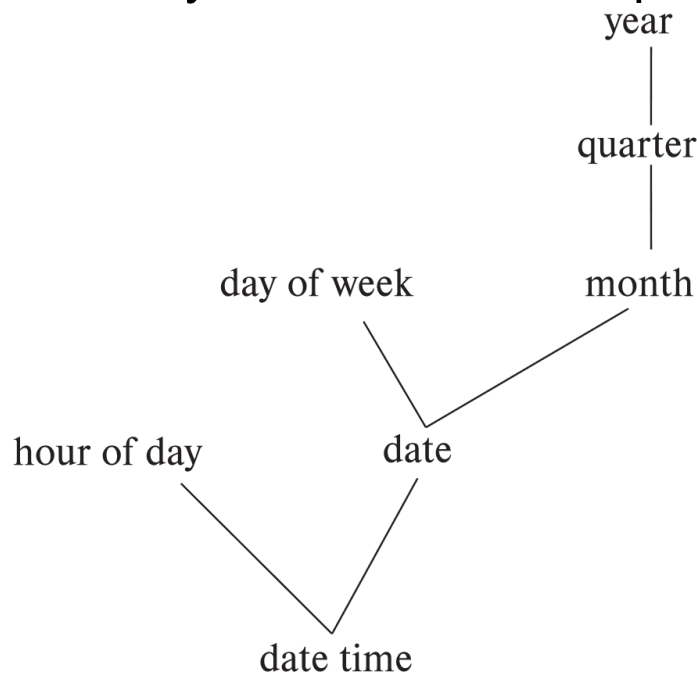 year
quarter
day of week month
hour of day date
date time